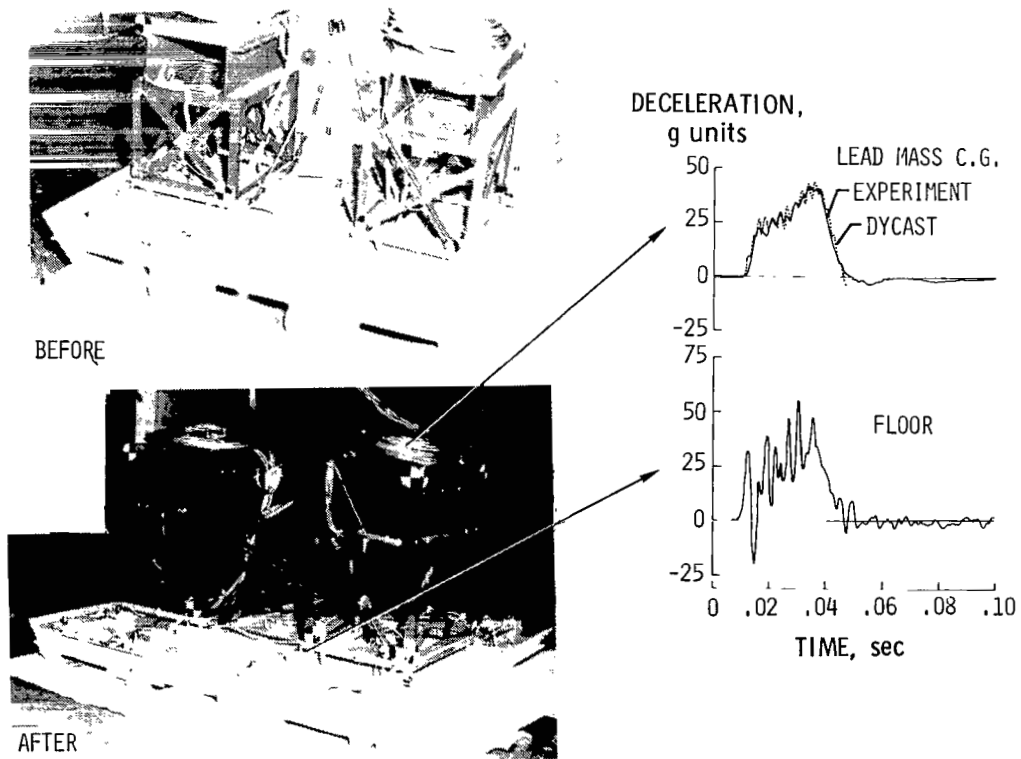 BEFORE
AFTER
DECELERATION,
g units
50
25
0
-25
LEAD MASS C.G.
EXPERIMENT
DYCAST
75
50
25
0
-25
FLOOR
0 .02 .04 .06 .08 .10
TIME, sec